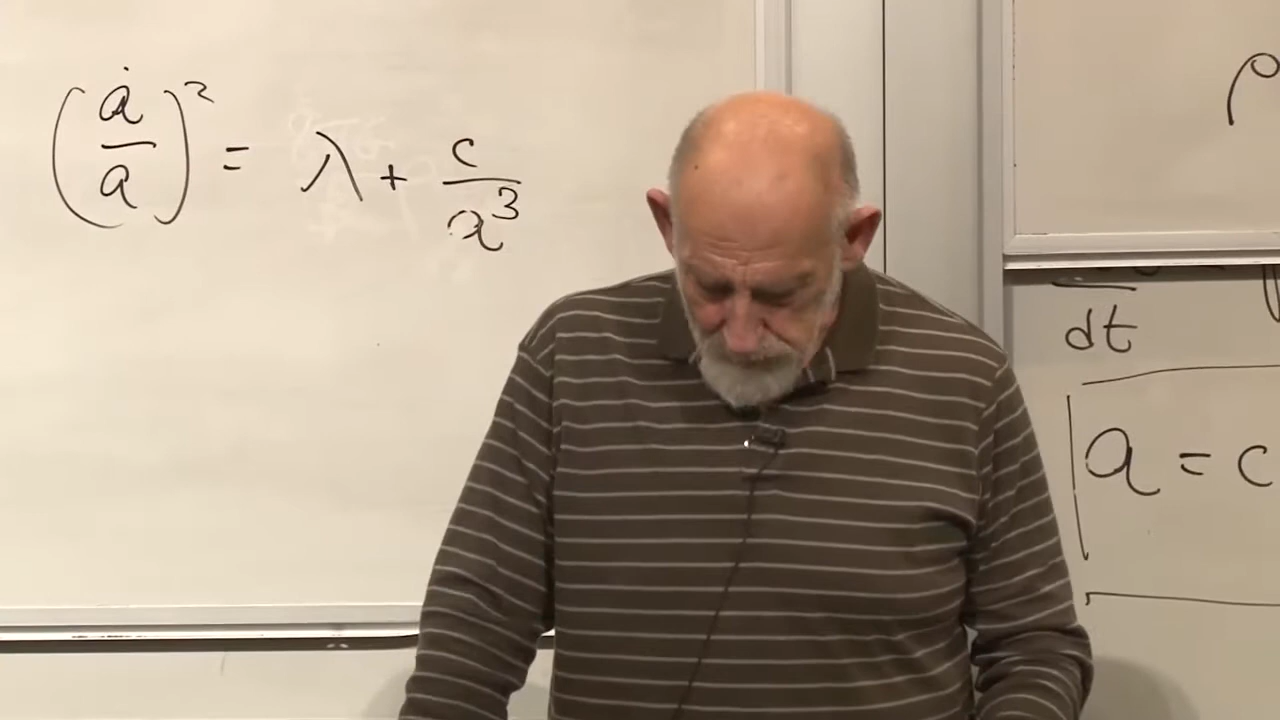 (ȧ/a)² = λ + c/a³
ρ
dt
a = c